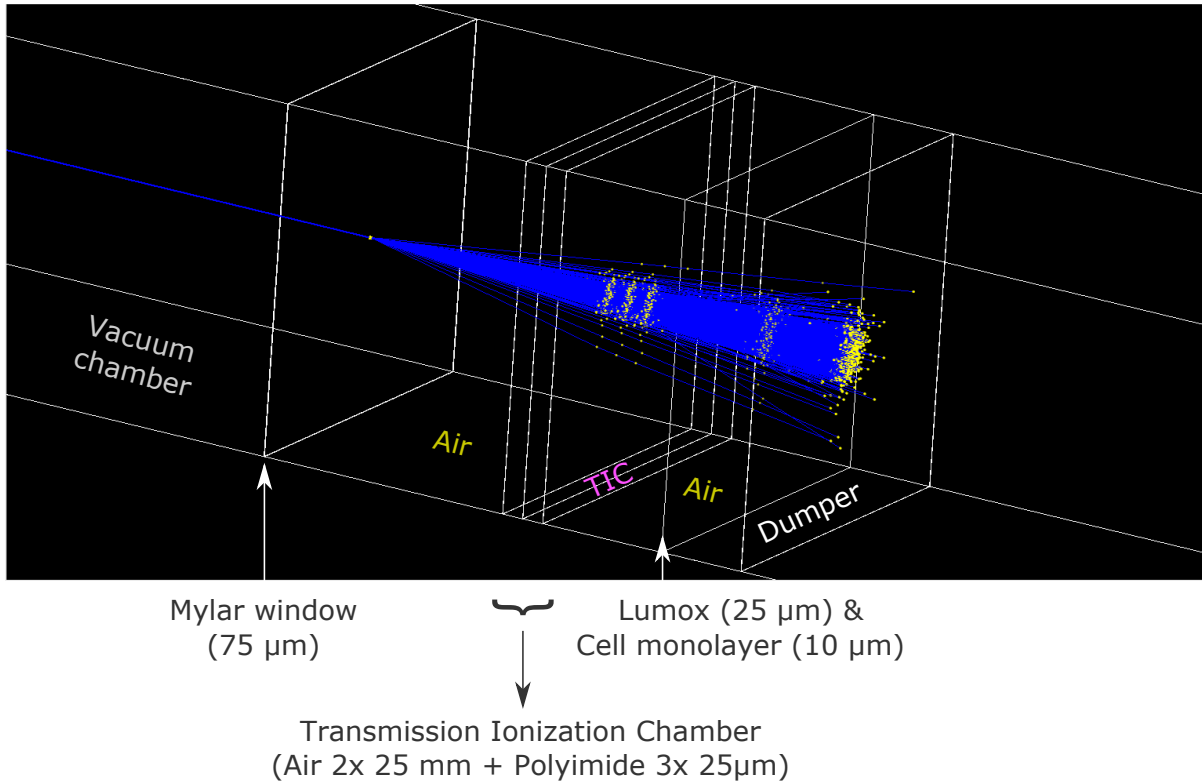 Vacuum
chamber
Air
TIC
Air
Dumper
Mylar window
(75 µm)
Lumox (25 µm) &
Cell monolayer (10 µm)
Transmission Ionization Chamber
(Air 2x 25 mm + Polyimide 3x 25µm)